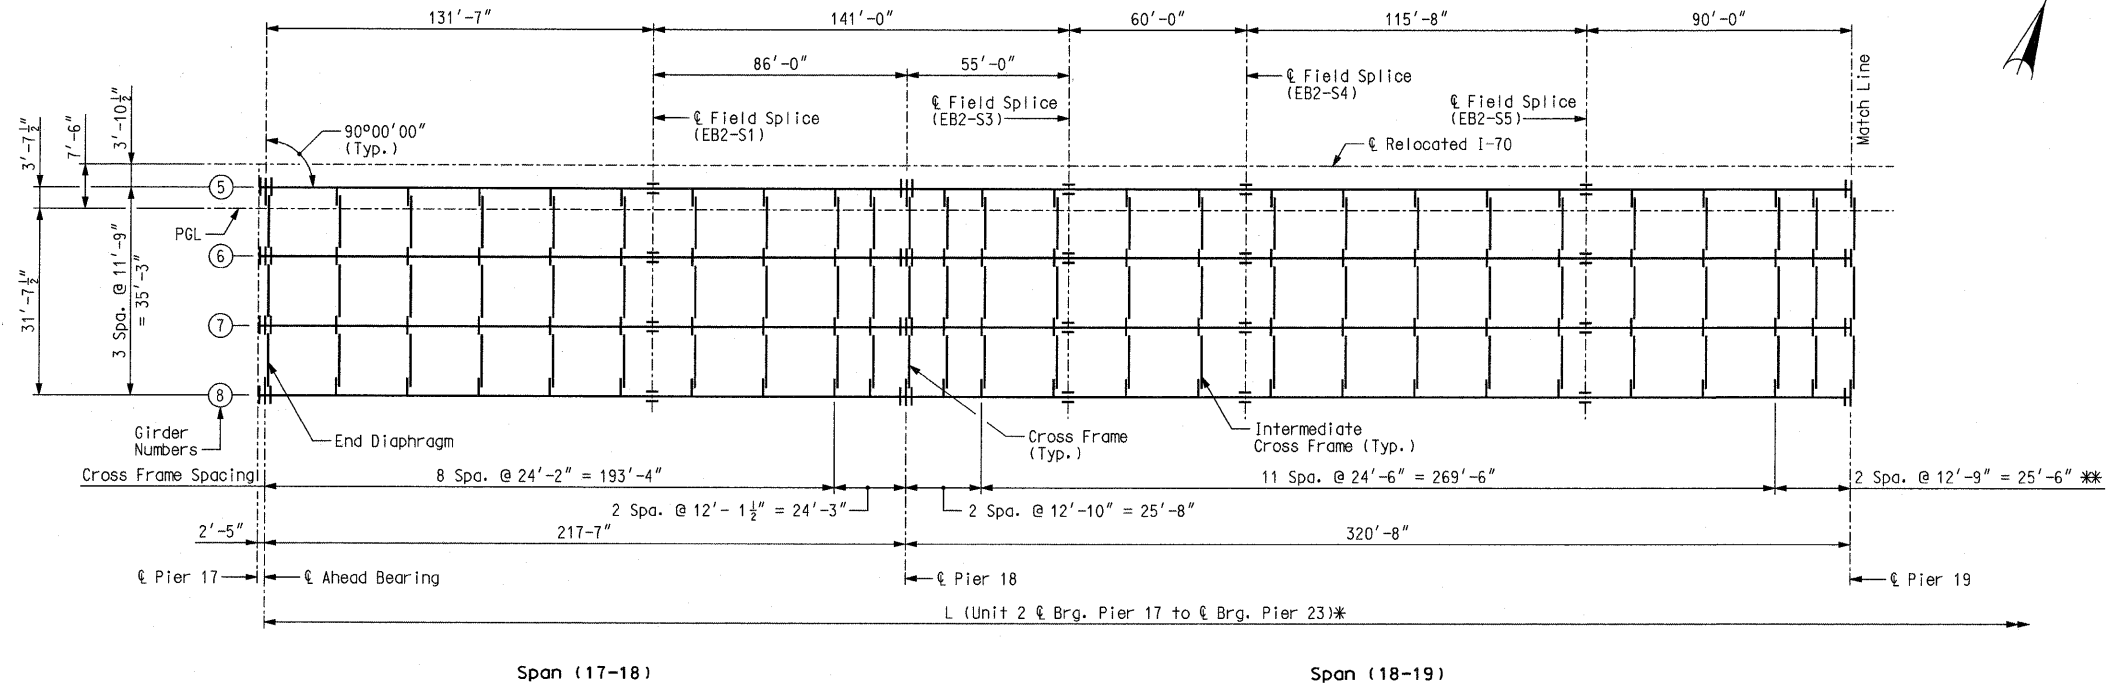 131'-7"
141'-0"
60'-0"
115'-8"
90'-0"
86'-0"
55'-0"
℄ Field Splice
(EB2-S1)
℄ Field Splice
(EB2-S3)
℄ Field Splice
(EB2-S4)
℄ Field Splice
(EB2-S5)
Match Line
℄ Relocated I-70
90°00'00"
(Typ.)
3'-7½"
7'-6"
3'-10½"
PGL
31'-7½"
3 Spa. @ 11'-9"
= 35'-3"
5
6
7
8
Girder
Numbers
End Diaphragm
Cross Frame
(Typ.)
Intermediate
Cross Frame (Typ.)
Cross Frame Spacing
8 Spa. @ 24'-2" = 193'-4"
11 Spa. @ 24'-6" = 269'-6"
2 Spa. @ 12'-9" = 25'-6" **
2 Spa. @ 12'- 1½" = 24'-3"
2 Spa. @ 12'-10" = 25'-8"
2'-5"
217-7"
320'-8"
℄ Pier 17
℄ Ahead Bearing
℄ Pier 18
℄ Pier 19
L (Unit 2 ℄ Brg. Pier 17 to ℄ Brg. Pier 23)*
Span (17-18)
Span (18-19)